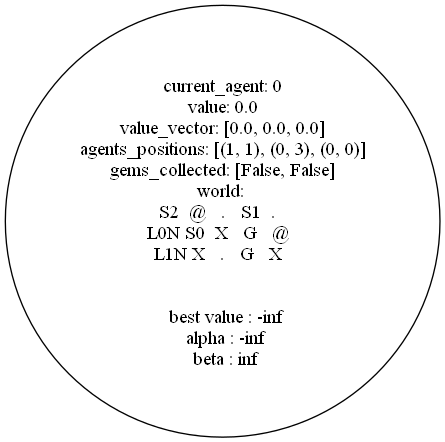 current_agent: 0
value: 0.0
value_vector: [0.0, 0.0, 0.0]
agents_positions: [(1, 1), (0, 3), (0, 0)]
gems_collected: [False, False]
world:
S2 @ . S1 .
L0N S0 X G @
L1N X . G X
best value : -inf
alpha : -inf
beta : inf